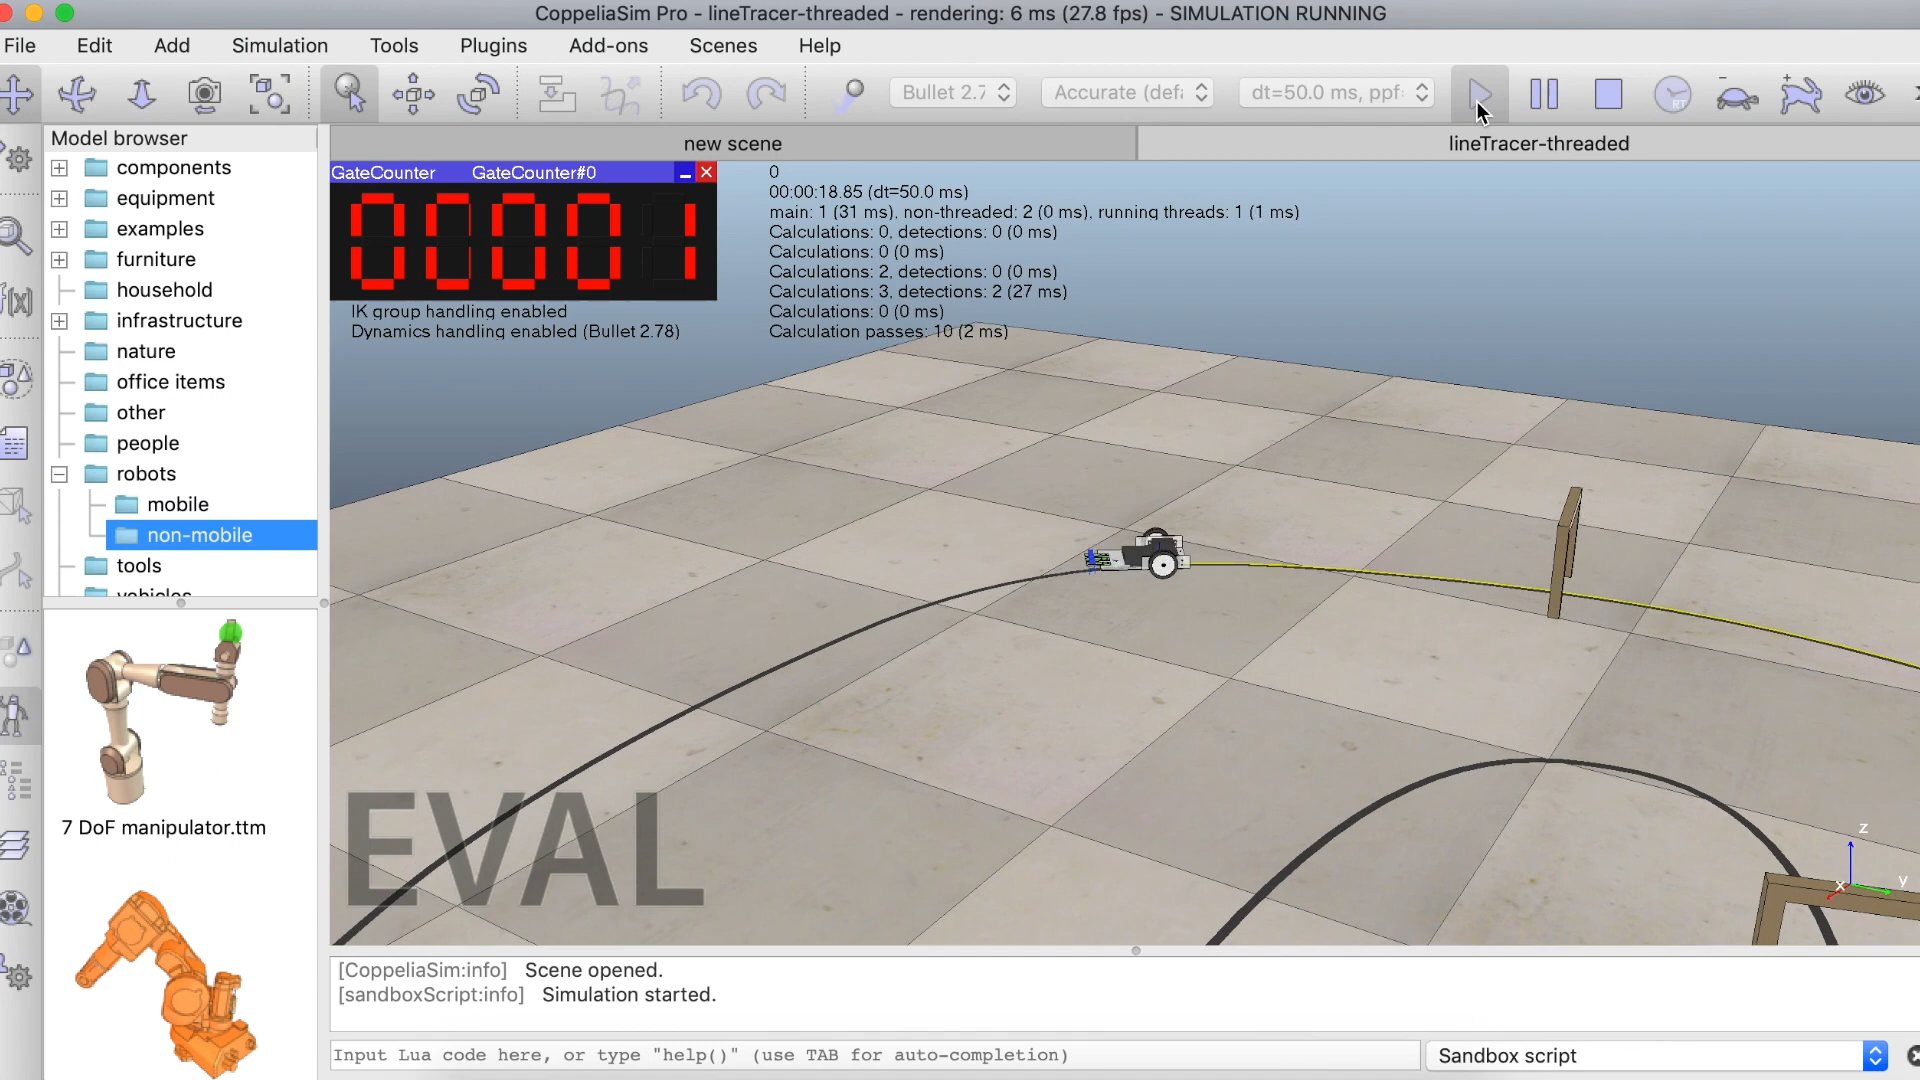 CoppeliaSim Pro - lineTracer-threaded - rendering: 6 ms (27.8 fps) - SIMULATION RUNNING
File Edit Add Simulation Tools Plugins Add-ons Scenes Help
Bullet 2.7 Accurate (defa dt=50.0 ms, ppf
RT
Model browser
new scene
lineTracer-threaded
components
equipment
examples
furniture
household
infrastructure
nature
office items
other
people
robots
mobile
non-mobile
tools
vehicles
GateCounter GateCounter#0
00001
IK group handling enabled
Dynamics handling enabled (Bullet 2.78)
0
00:00:18.85 (dt=50.0 ms)
main: 1 (31 ms), non-threaded: 2 (0 ms), running threads: 1 (1 ms)
Calculations: 0, detections: 0 (0 ms)
Calculations: 0 (0 ms)
Calculations: 2, detections: 0 (0 ms)
Calculations: 3, detections: 2 (27 ms)
Calculations: 0 (0 ms)
Calculation passes: 10 (2 ms)
EVAL
z
x
y
7 DoF manipulator.ttm
[CoppeliaSim:info] Scene opened.
[sandboxScript:info] Simulation started.
Input Lua code here, or type "help()" (use TAB for auto-completion)
Sandbox script